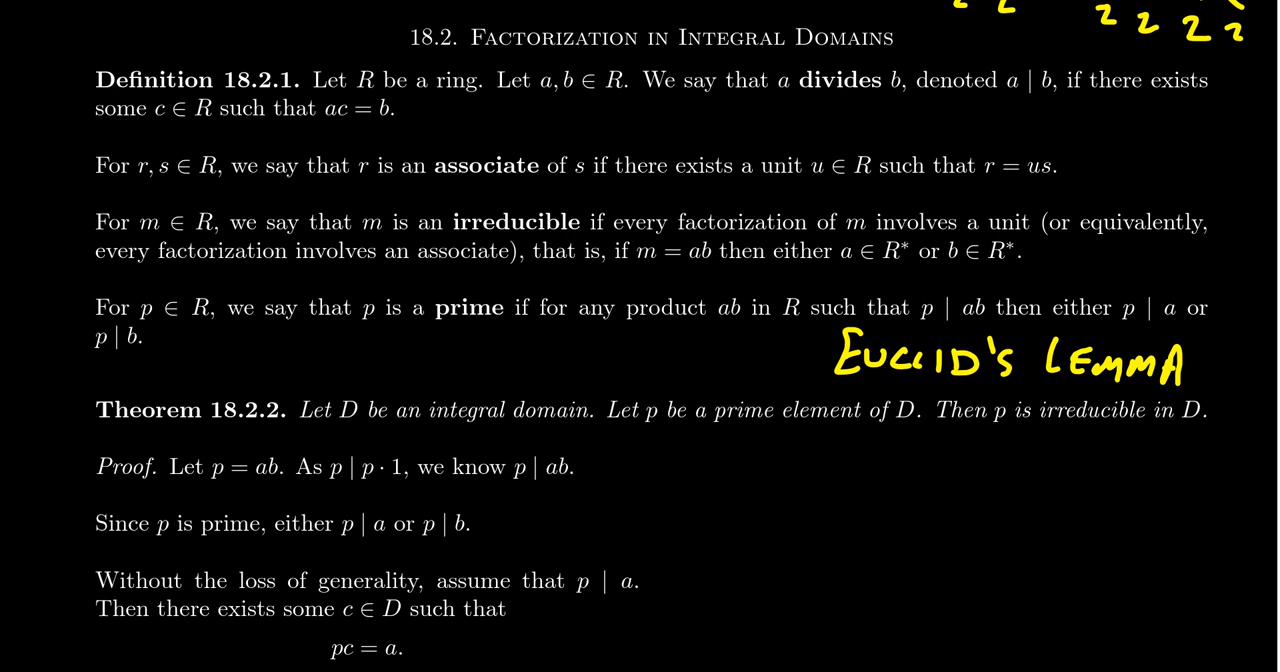 2 2 2 2 2 2
18.2. FACTORIZATION IN INTEGRAL DOMAINS
Definition 18.2.1. Let R be a ring. Let a, b ∈ R. We say that a divides b, denoted a | b, if there exists
some c ∈ R such that ac = b.
For r, s ∈ R, we say that r is an associate of s if there exists a unit u ∈ R such that r = us.
For m ∈ R, we say that m is an irreducible if every factorization of m involves a unit (or equivalently,
every factorization involves an associate), that is, if m = ab then either a ∈ R* or b ∈ R*.
For p ∈ R, we say that p is a prime if for any product ab in R such that p | ab then either p | a or
p | b.
EUCLID'S LEMMA
Theorem 18.2.2. Let D be an integral domain. Let p be a prime element of D. Then p is irreducible in D.
Proof. Let p = ab. As p | p · 1, we know p | ab.
Since p is prime, either p | a or p | b.
Without the loss of generality, assume that p | a.
Then there exists some c ∈ D such that
pc = a.